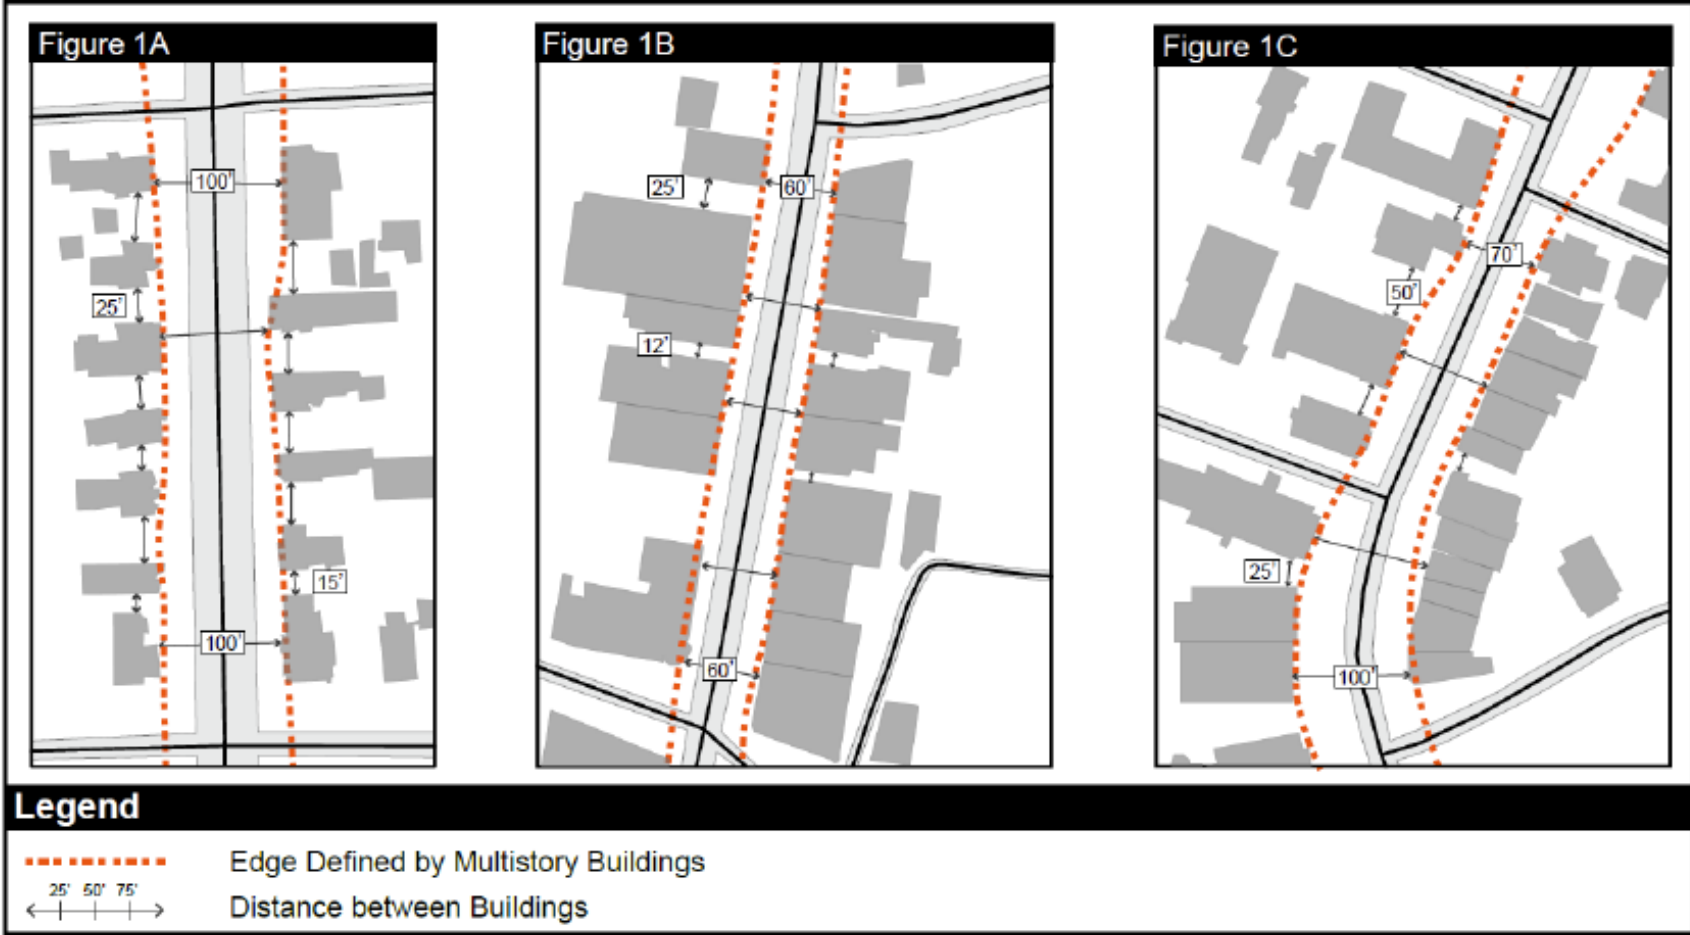 Figure 1A
100'
25'
15'
100'
Figure 1B
25'
60'
12'
60'
Figure 1C
70'
50'
25'
100'
Legend
Edge Defined by Multistory Buildings
25' 50' 75'
Distance between Buildings